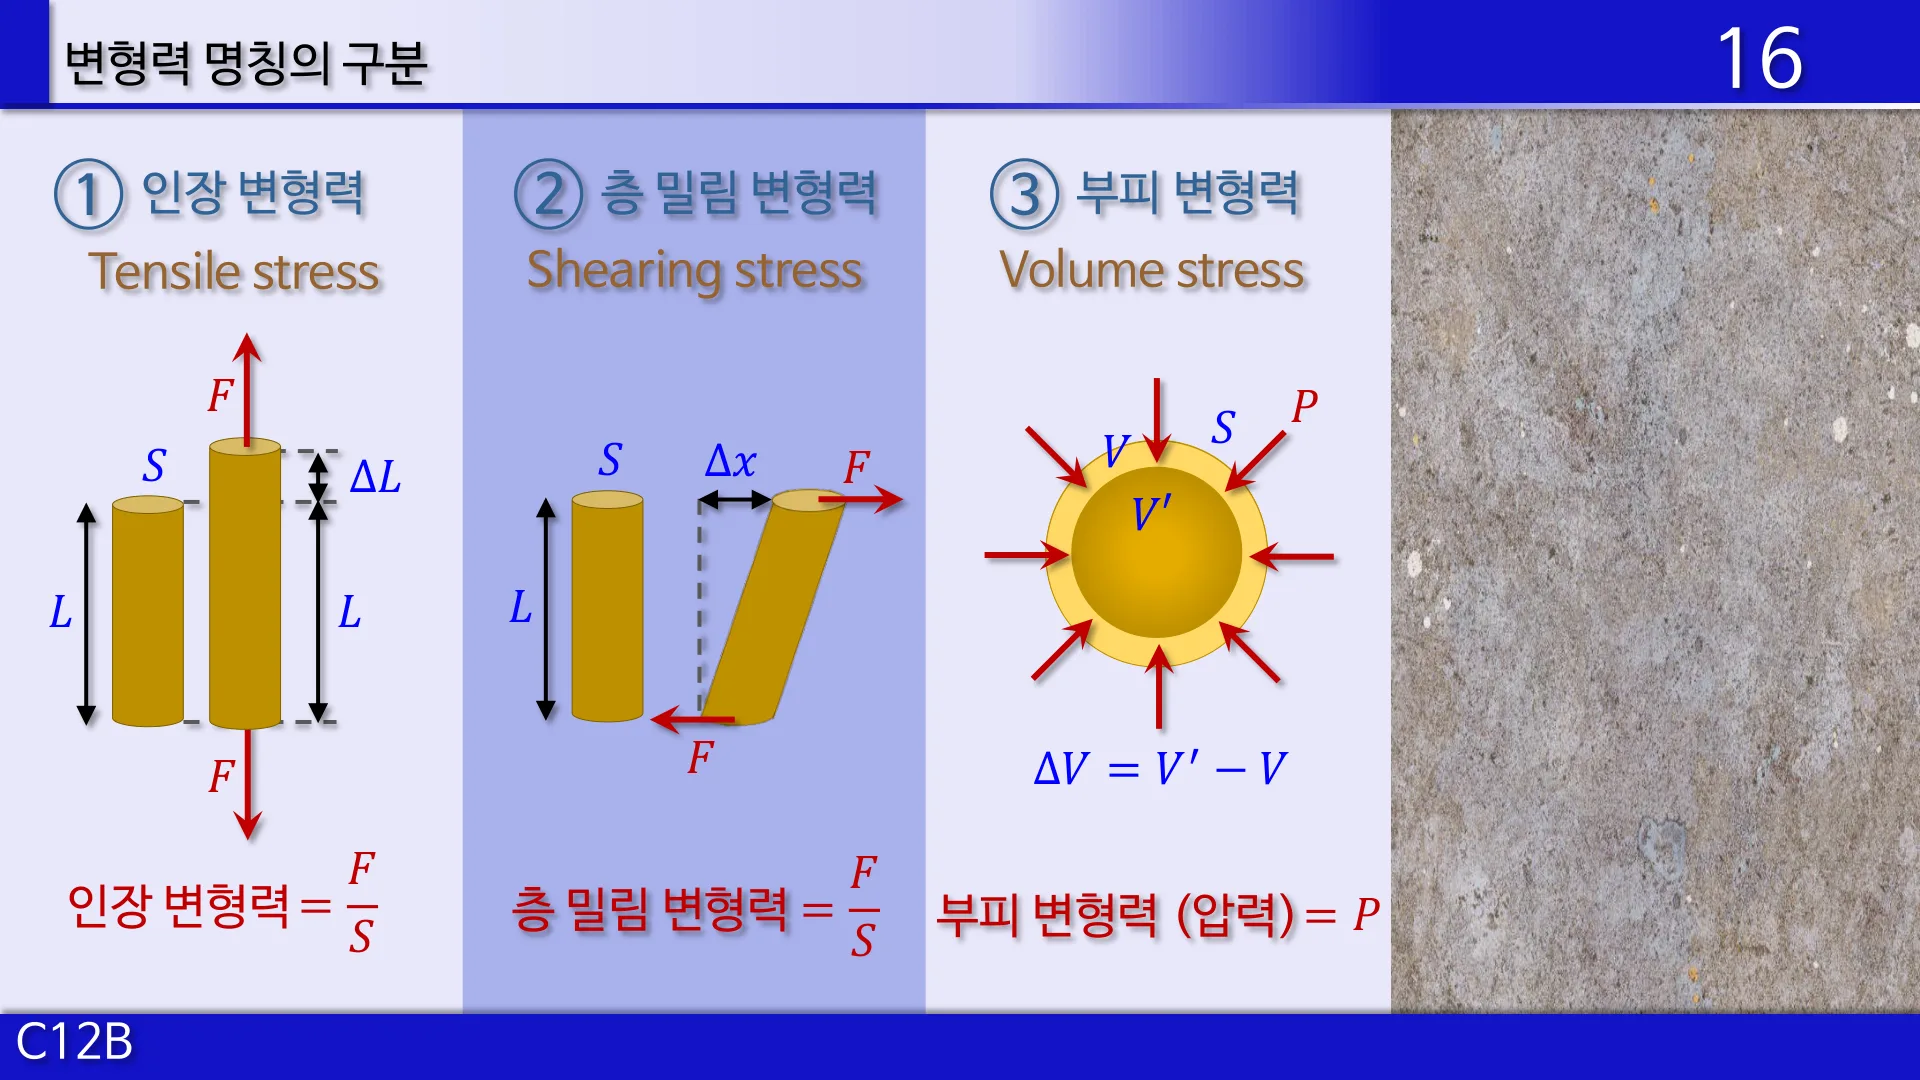 변형력 명칭의 구분
16
① 인장 변형력
Tensile stress
F
S
ΔL
L
L
F
인장 변형력 = F/S
② 층 밀림 변형력
Shearing stress
S
Δx
F
L
F
층 밀림 변형력 = F/S
③ 부피 변형력
Volume stress
P
S
V
V′
ΔV = V′ − V
부피 변형력 (압력) = P
C12B